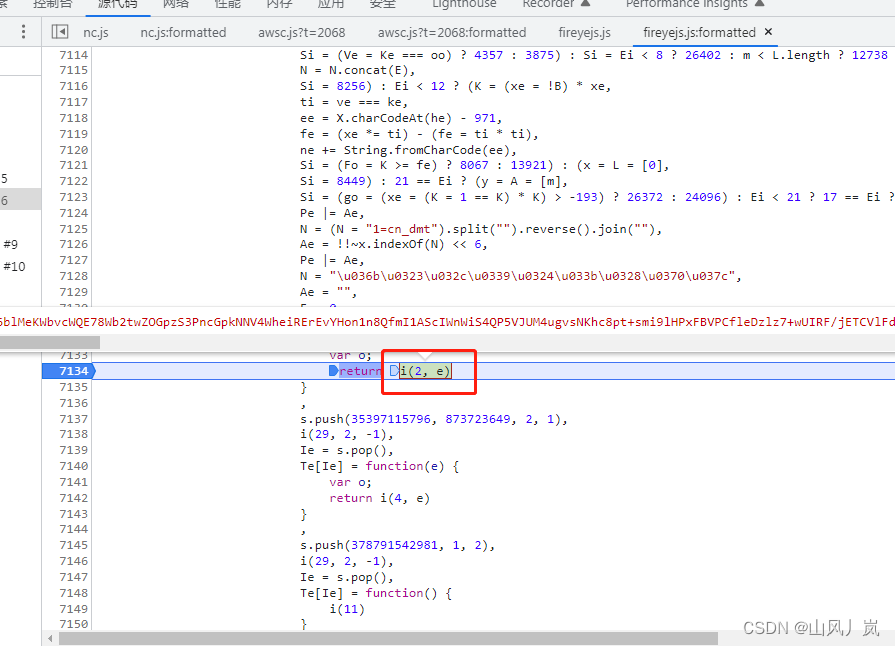 控制台 源代码 网络 性能 内存 应用 安全 Lighthouse Recorder Performance insights
nc.js nc.js:formatted awsc.js?t=2068 awsc.js?t=2068:formatted fireyejs.js fireyejs.js:formatted ×
7114 Si = (Ve = Ke === oo) ? 4357 : 3875) : Si = Ei < 8 ? 26402 : m < L.length ? 12738
7115 N = N.concat(E),
7116 Si = 8256) : Ei < 12 ? (K = (xe = !B) * xe,
7117 ti = ve === ke,
7118 ee = X.charCodeAt(he) - 971,
7119 fe = (xe *= ti) - (fe = ti * ti),
7120 ne += String.fromCharCode(ee),
7121 Si = (Fo = K >= fe) ? 8067 : 13921) : (x = L = [0],
7122 Si = 8449) : 21 == Ei ? (y = A = [m],
7123 Si = (go = (xe = (K = 1 == K) * K) > -193) ? 26372 : 24096) : Ei < 21 ? 17 == Ei ?
7124 Pe |= Ae,
7125 N = (N = "1=cn_dmt").split("").reverse().join(""),
7126 Ae = !!~x.indexOf(N) << 6,
7127 Pe |= Ae,
7128 N = "\u036b\u0323\u032c\u0339\u0324\u033b\u0328\u0370\u037c",
7129 Ae = "",
5blMeKWbvcWQE78Wb2twZOGpzS3PncGpkNNV4WheiRErEvYHon1n8QfmI1AScIWnWiS4QP5VJUM4ugvsNKhc8pt+smi9lHPxFBVPCfleDzlz7+wUIRF/jETCVlFd
7133 var o;
7134 return i(2, e)
7135 }
7136 ,
7137 s.push(35397115796, 873723649, 2, 1),
7138 i(29, 2, -1),
7139 Ie = s.pop(),
7140 Te[Ie] = function(e) {
7141 var o;
7142 return i(4, e)
7143 }
7144 ,
7145 s.push(378791542981, 1, 2),
7146 i(29, 2, -1),
7147 Ie = s.pop(),
7148 Te[Ie] = function() {
7149 i(11)
7150 }
5
6
#9
#10
CSDN @山风丿岚